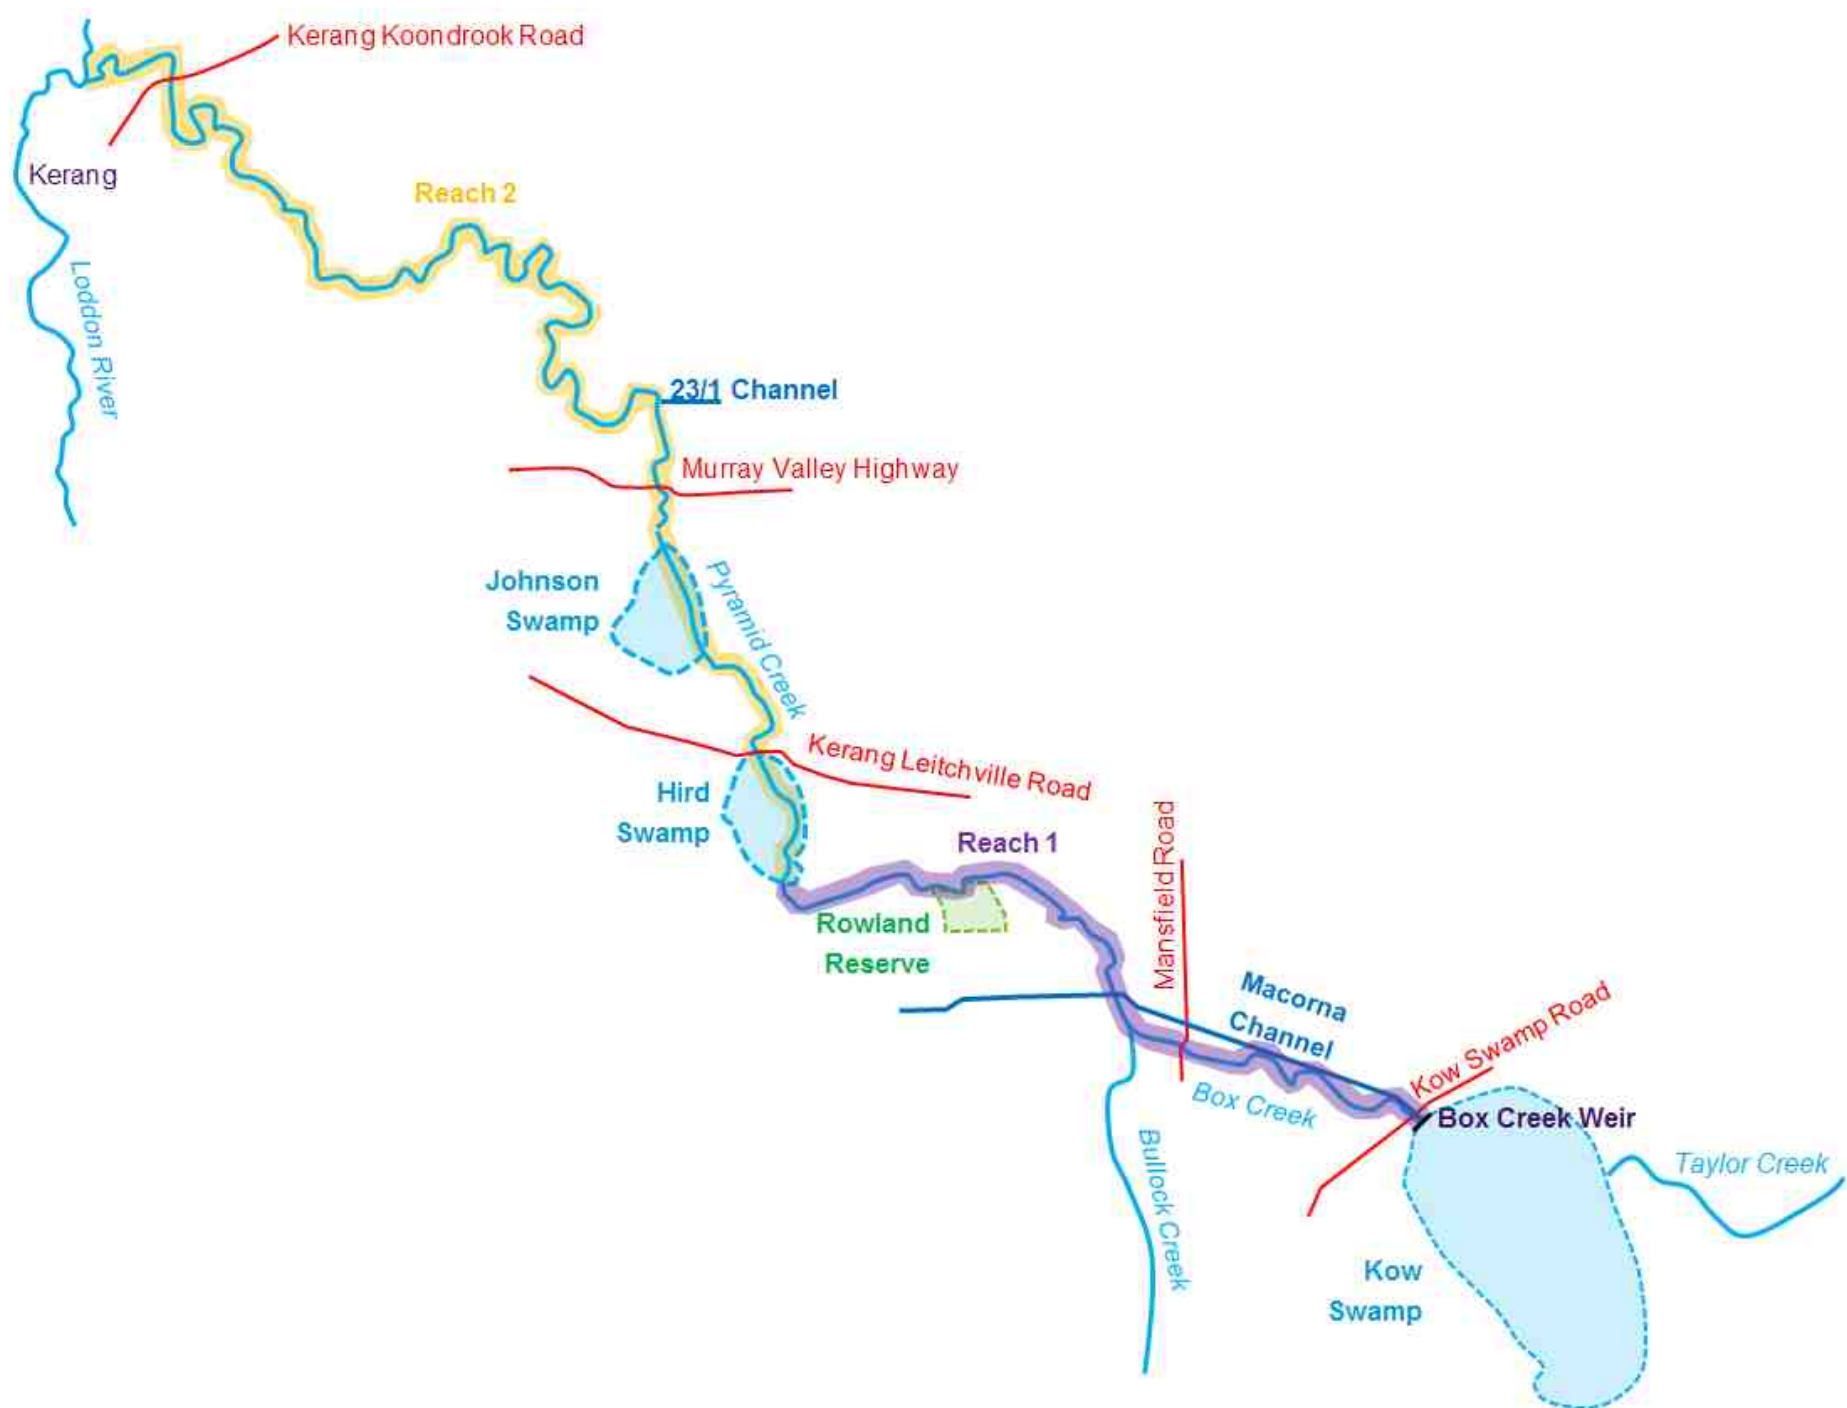 Kerang Koondrook Road
Kerang
Reach 2
Loddon River
23/1 Channel
Murray Valley Highway
Johnson
Swamp
Pyramid Creek
Kerang Leitchville Road
Hird
Swamp
Reach 1
Mansfield Road
Rowland
Reserve
Macorna
Channel
Kow Swamp Road
Box Creek
Box Creek Weir
Bullock Creek
Taylor Creek
Kow
Swamp